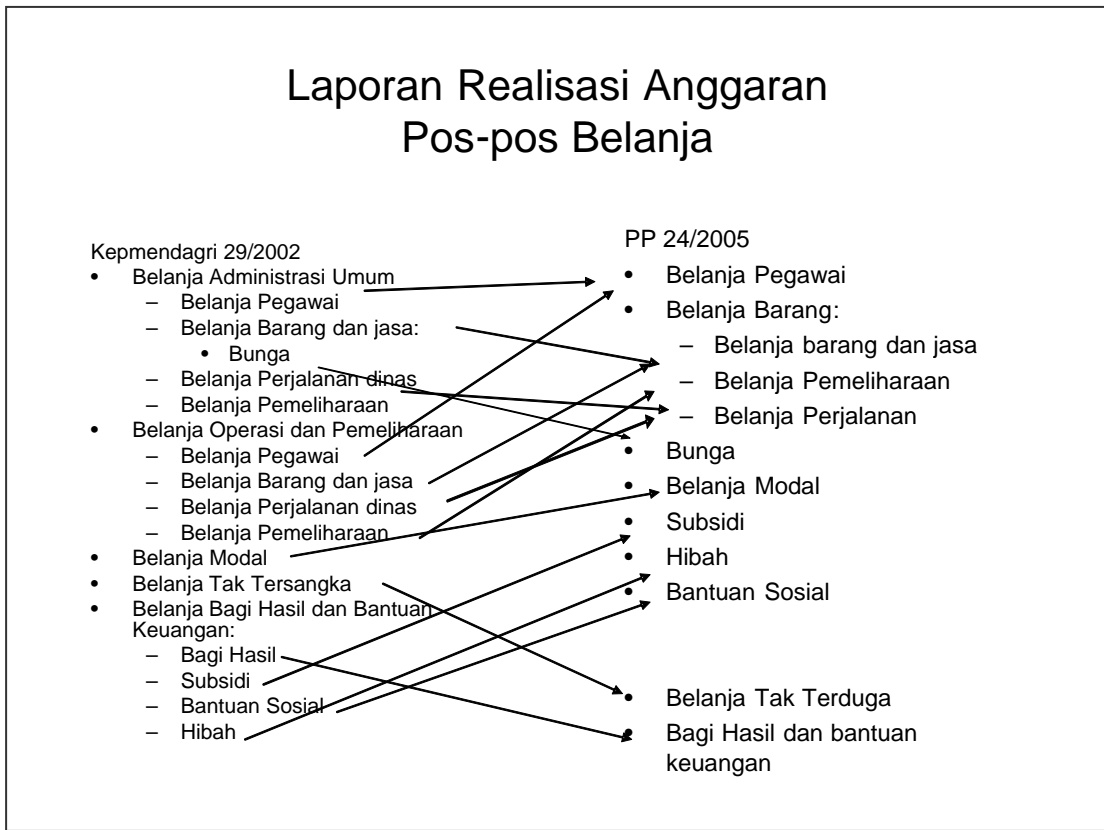 Laporan Realisasi Anggaran
Pos-pos Belanja
Kepmendagri 29/2002
• Belanja Administrasi Umum
– Belanja Pegawai
– Belanja Barang dan jasa:
• Bunga
– Belanja Perjalanan dinas
– Belanja Pemeliharaan
• Belanja Operasi dan Pemeliharaan
– Belanja Pegawai
– Belanja Barang dan jasa
– Belanja Perjalanan dinas
– Belanja Pemeliharaan
• Belanja Modal
• Belanja Tak Tersangka
• Belanja Bagi Hasil dan Bantuan
Keuangan:
– Bagi Hasil
– Subsidi
– Bantuan Sosial
– Hibah
PP 24/2005
• Belanja Pegawai
• Belanja Barang:
– Belanja barang dan jasa
– Belanja Pemeliharaan
– Belanja Perjalanan
• Bunga
• Belanja Modal
• Subsidi
• Hibah
• Bantuan Sosial
• Belanja Tak Terduga
• Bagi Hasil dan bantuan
keuangan